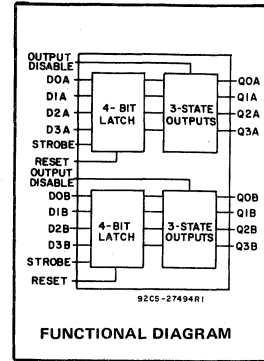 OUTPUT
DISABLE
D0A
D1A
D2A
D3A
STROBE
RESET
4-BIT
LATCH
3-STATE
OUTPUTS
Q0A
Q1A
Q2A
Q3A
OUTPUT
DISABLE
D0B
D1B
D2B
D3B
STROBE
RESET
4-BIT
LATCH
3-STATE
OUTPUTS
Q0B
Q1B
Q2B
Q3B
92CS-27494R1
FUNCTIONAL DIAGRAM